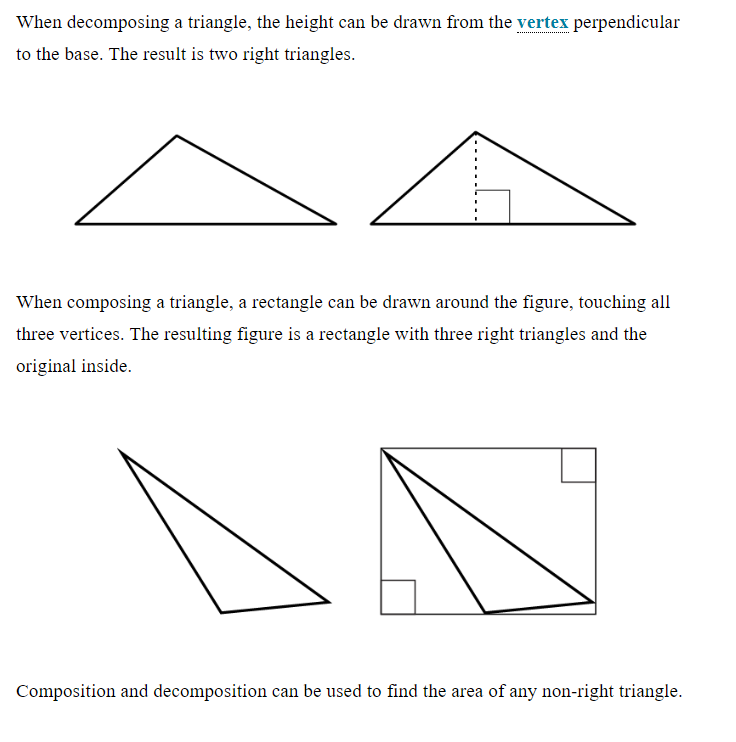 When decomposing a triangle, the height can be drawn from the vertex perpendicular
to the base. The result is two right triangles.
When composing a triangle, a rectangle can be drawn around the figure, touching all
three vertices. The resulting figure is a rectangle with three right triangles and the
original inside.
Composition and decomposition can be used to find the area of any non-right triangle.